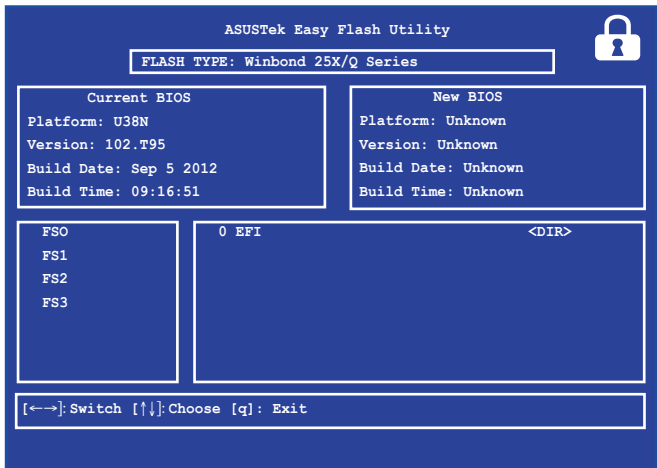 ASUSTek Easy Flash Utility
FLASH TYPE: Winbond 25X/Q Series
Current BIOS
Platform: U38N
Version: 102.T95
Build Date: Sep 5 2012
Build Time: 09:16:51
New BIOS
Platform: Unknown
Version: Unknown
Build Date: Unknown
Build Time: Unknown
FSO
FS1
FS2
FS3
0 EFI <DIR>
[←→]: Switch [↑↓]: Choose [q]: Exit